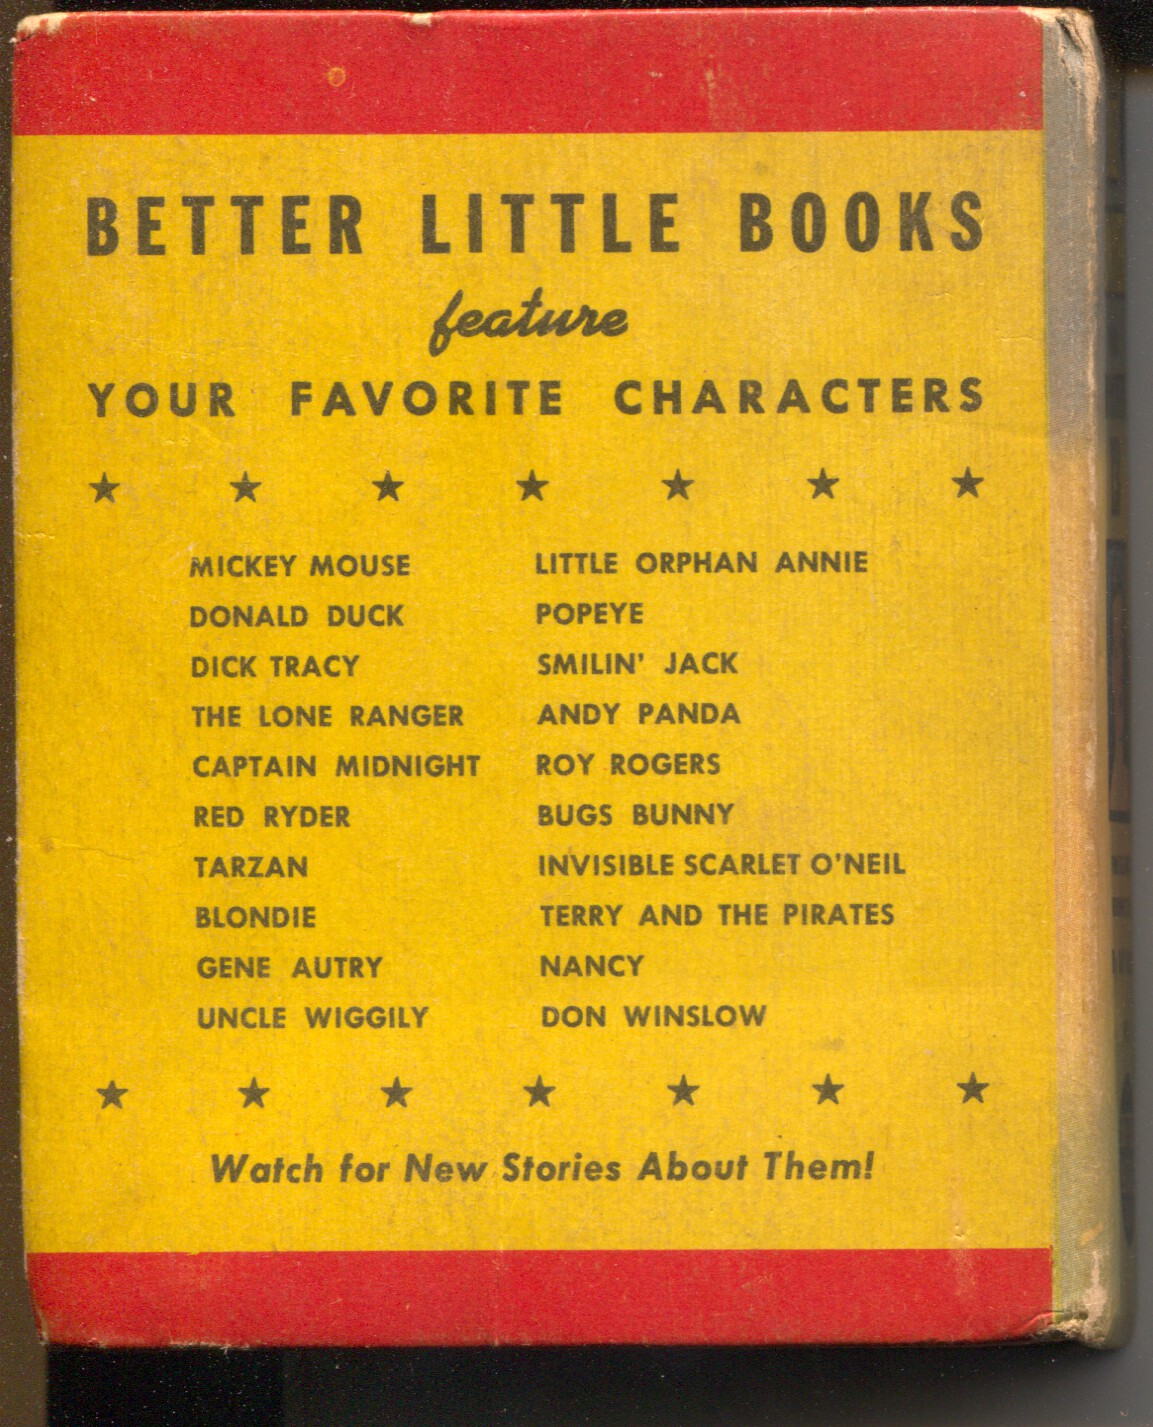 BETTER LITTLE BOOKS
feature
YOUR FAVORITE CHARACTERS
MICKEY MOUSE
DONALD DUCK
DICK TRACY
THE LONE RANGER
CAPTAIN MIDNIGHT
RED RYDER
TARZAN
BLONDIE
GENE AUTRY
UNCLE WIGGILY
LITTLE ORPHAN ANNIE
POPEYE
SMILIN' JACK
ANDY PANDA
ROY ROGERS
BUGS BUNNY
INVISIBLE SCARLET O'NEIL
TERRY AND THE PIRATES
NANCY
DON WINSLOW
Watch for New Stories About Them!